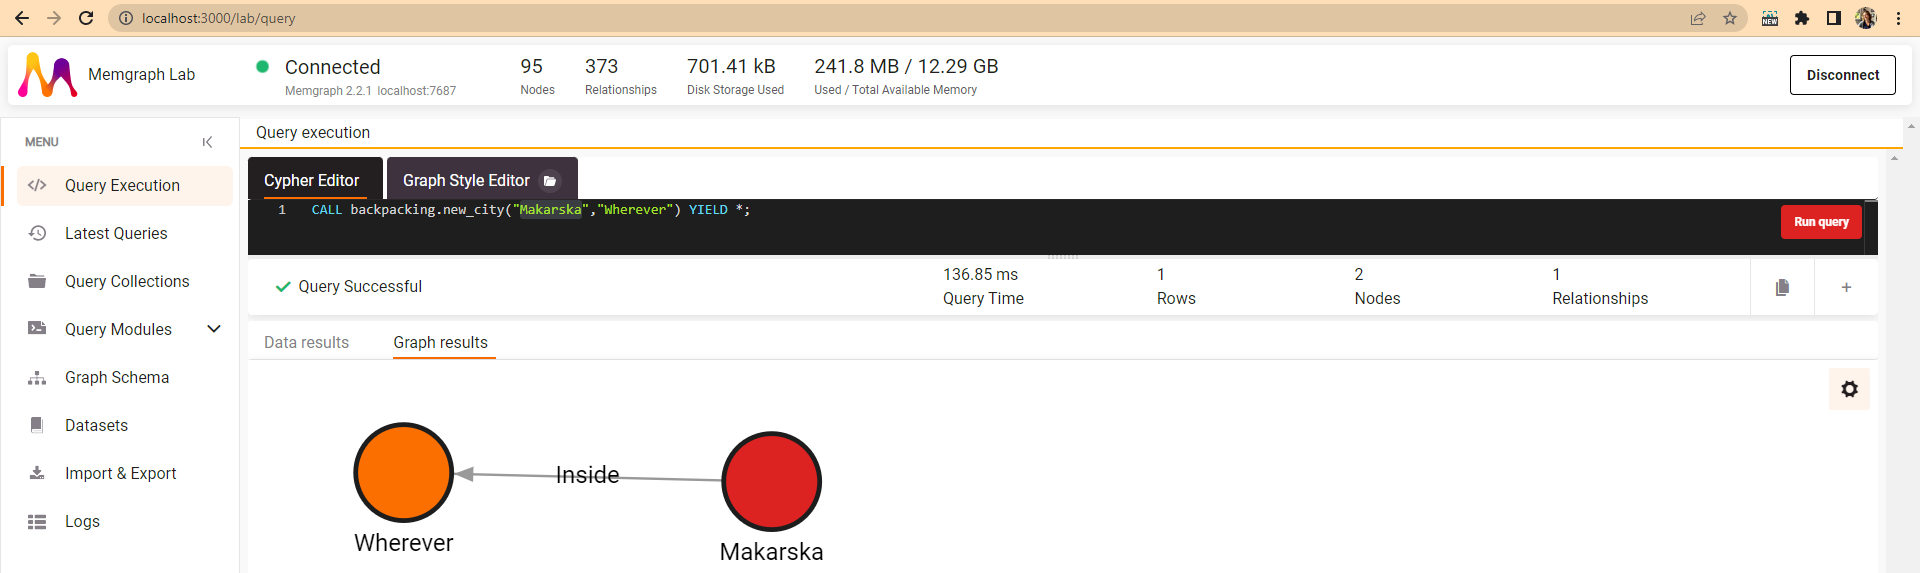 localhost:3000/lab/query
NEW
Memgraph Lab
Connected
Memgraph 2.2.1 localhost:7687
95
Nodes
373
Relationships
701.41 kB
Disk Storage Used
241.8 MB / 12.29 GB
Used / Total Available Memory
Disconnect
MENU
Query Execution
Latest Queries
Query Collections
Query Modules
Graph Schema
Datasets
Import & Export
Logs
Query execution
Cypher Editor
Graph Style Editor
1 CALL backpacking.new_city("Makarska","Wherever") YIELD *;
Run query
Query Successful
136.85 ms
Query Time
1
Rows
2
Nodes
1
Relationships
Data results
Graph results
Inside
Wherever
Makarska